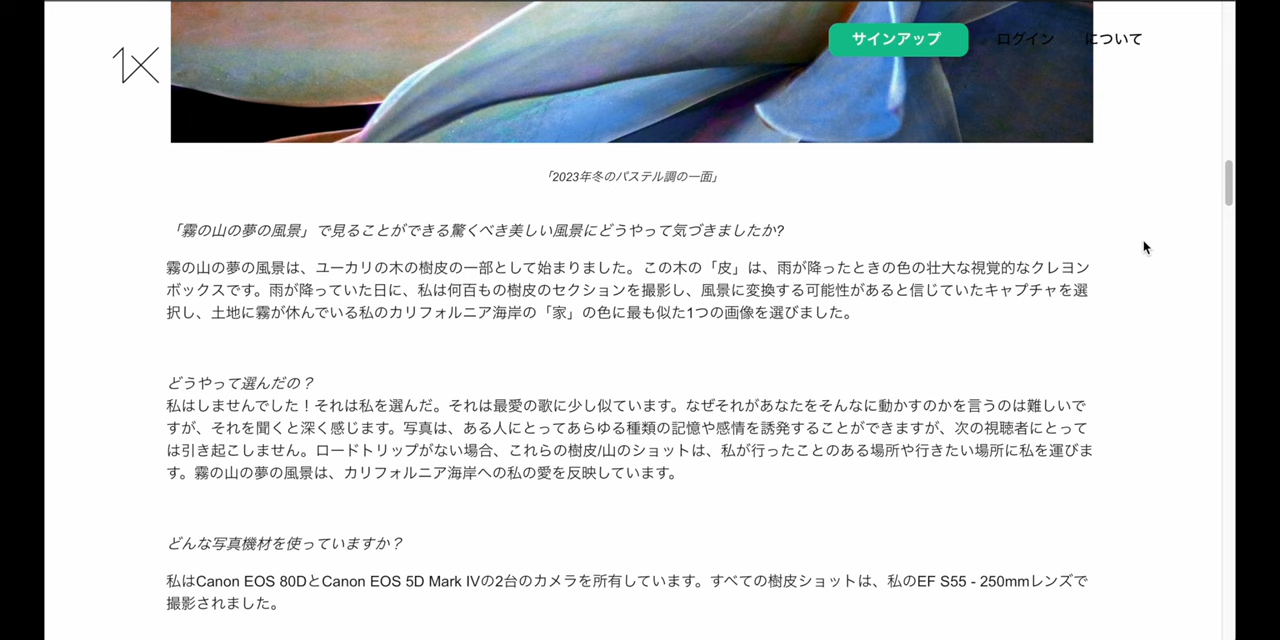 サインアップ
ログイン
について
1X
「2023年冬のパステル調の一面」
「霧の山の夢の風景」で見ることができる驚くべき美しい風景にどうやって気づきましたか?
霧の山の夢の風景は、ユーカリの木の樹皮の一部として始まりました。この木の「皮」は、雨が降ったときの色の壮大な視覚的なクレヨン
ボックスです。雨が降っていた日に、私は何百もの樹皮のセクションを撮影し、風景に変換する可能性があると信じていたキャプチャを選
択し、土地に霧が休んでいる私のカリフォルニア海岸の「家」の色に最も似た1つの画像を選びました。
どうやって選んだの？
私はしませんでした！それは私を選んだ。それは最愛の歌に少し似ています。なぜそれがあなたをそんなに動かすのかを言うのは難しいで
すが、それを聞くと深く感じます。写真は、ある人にとってあらゆる種類の記憶や感情を誘発することができますが、次の視聴者にとって
は引き起こしません。ロードトリップがない場合、これらの樹皮/山のショットは、私が行ったことのある場所や行きたい場所に私を運びま
す。霧の山の夢の風景は、カリフォルニア海岸への私の愛を反映しています。
どんな写真機材を使っていますか？
私はCanon EOS 80DとCanon EOS 5D Mark IVの2台のカメラを所有しています。すべての樹皮ショットは、私のEF S55 - 250mmレンズで
撮影されました。